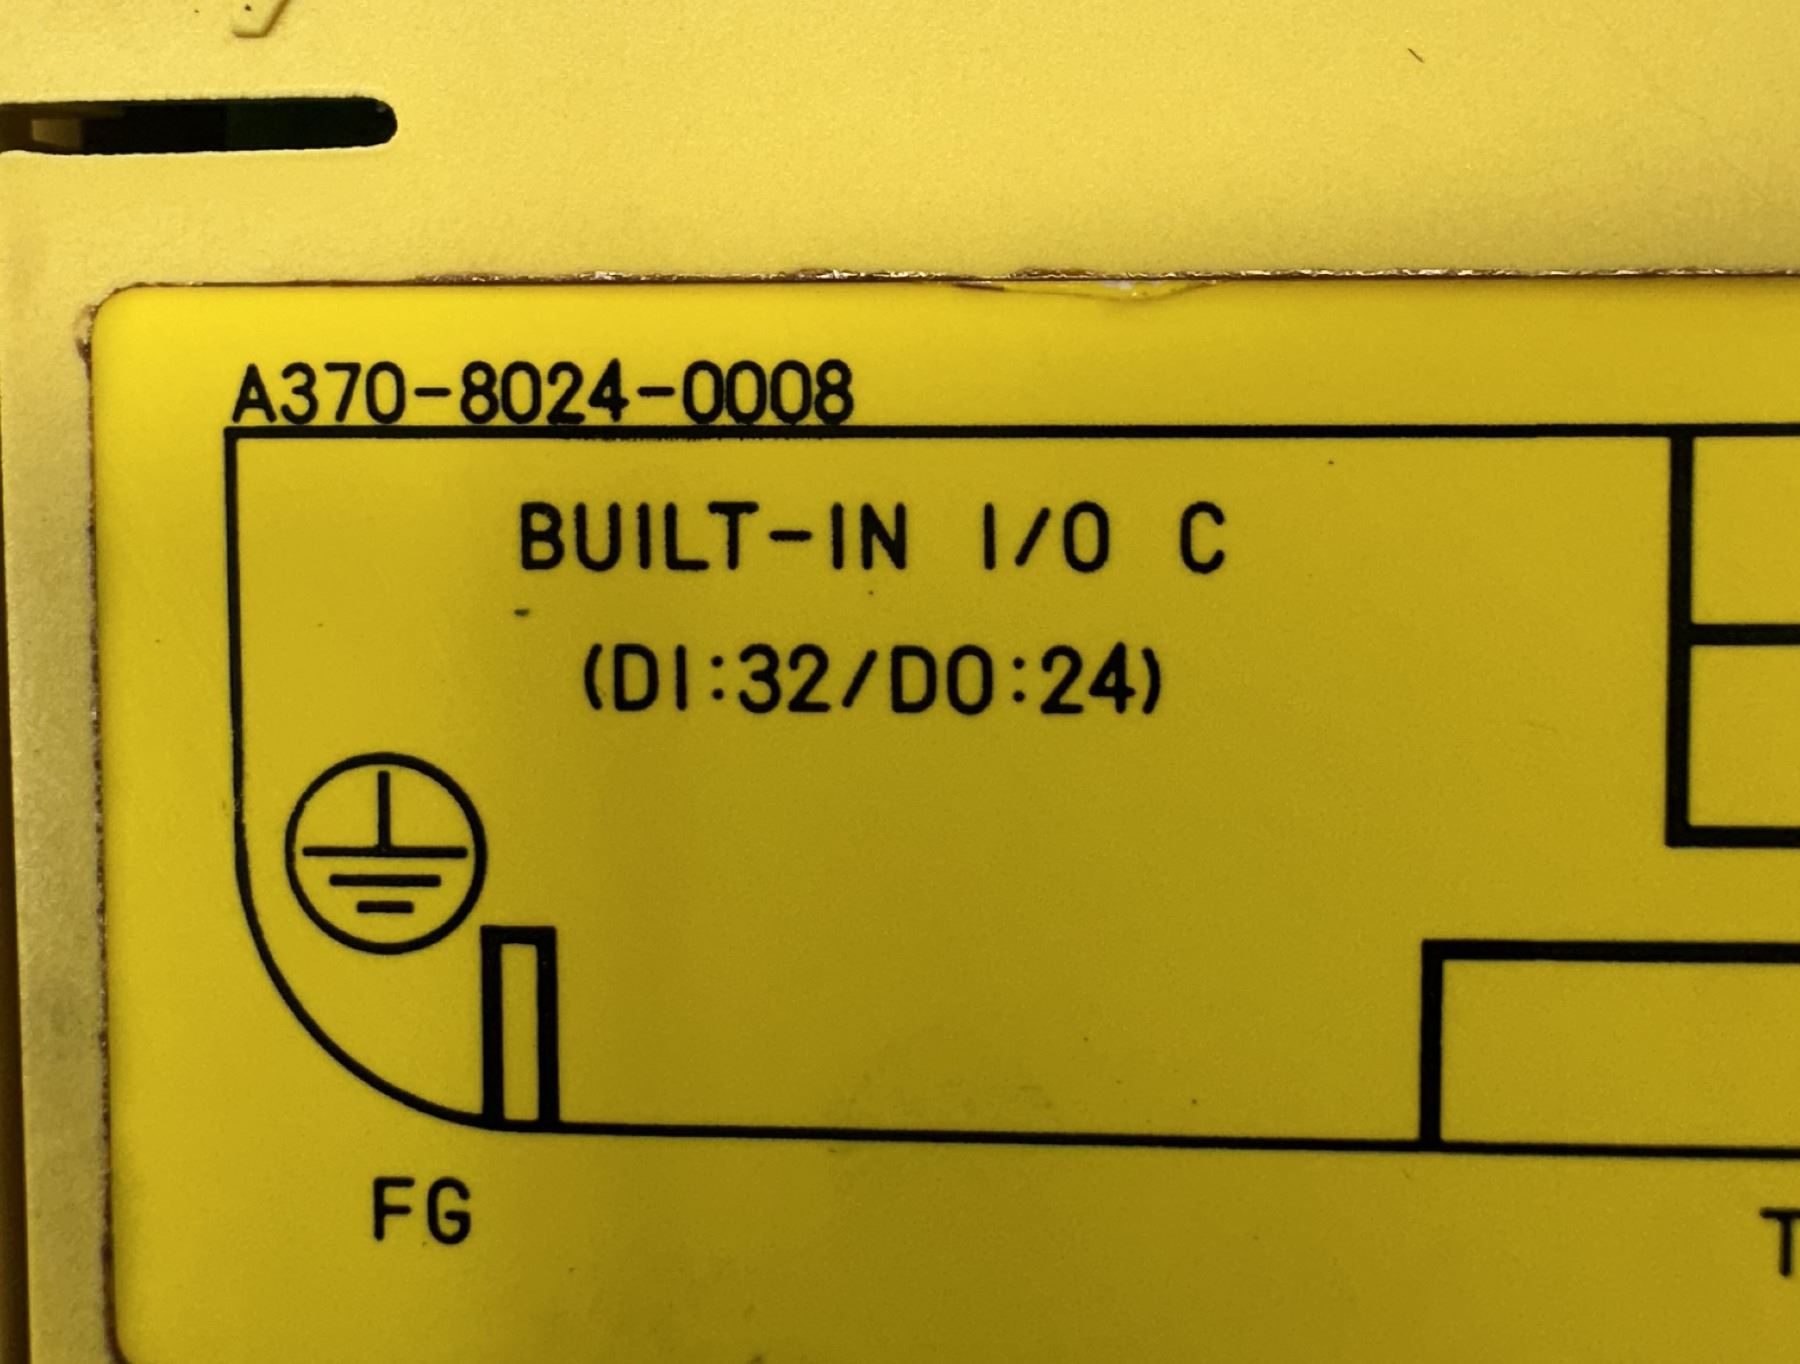 A370-8024-0008
BUILT-IN I/O C
(DI:32/DO:24)
FG
T